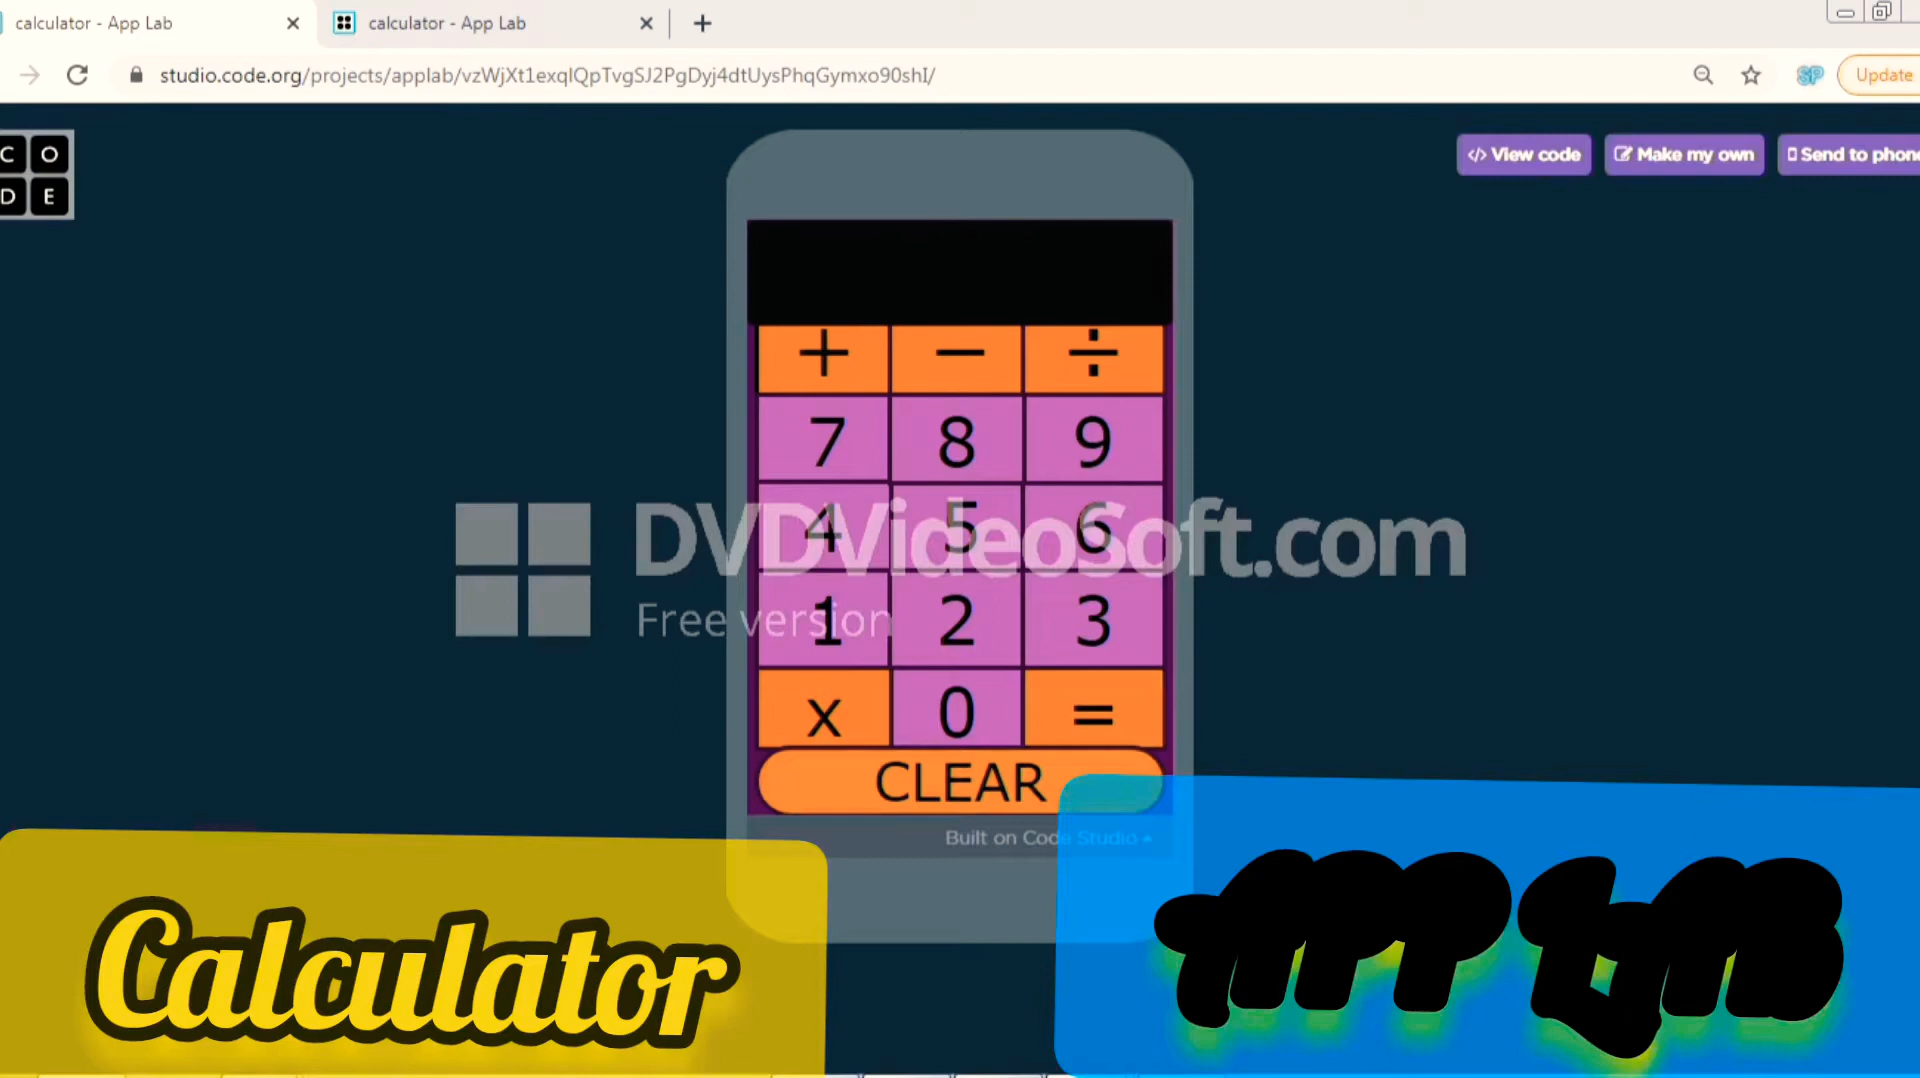 calculator - App Lab
calculator - App Lab
studio.code.org/projects/applab/vzWjXt1exqlQpTvgSJ2PgDyj4dtUysPhqGymxo90shI/
SP
Update
C O
D E
</> View code
Make my own
Send to phone
+ − ÷
7 8 9
4 5 6
1 2 3
x 0 =
CLEAR
DVDVideoSoft.com
Free version
Built on Code Studio
Calculator
APP LAB